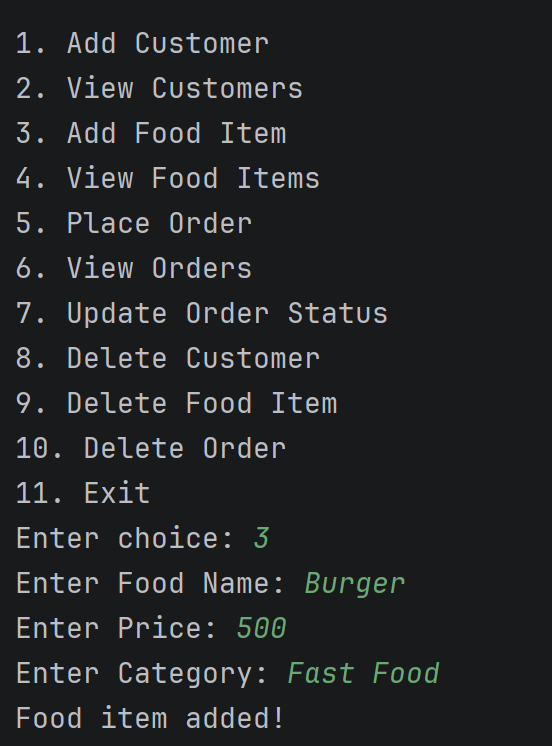 1. Add Customer
2. View Customers
3. Add Food Item
4. View Food Items
5. Place Order
6. View Orders
7. Update Order Status
8. Delete Customer
9. Delete Food Item
10. Delete Order
11. Exit
Enter choice: 3
Enter Food Name: Burger
Enter Price: 500
Enter Category: Fast Food
Food item added!